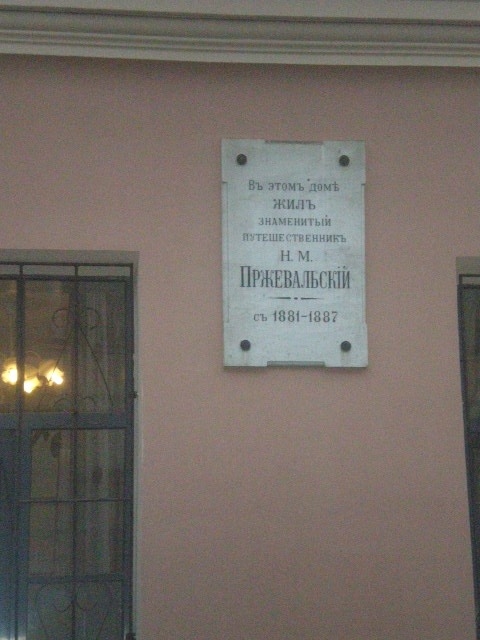 Въ этомъ домѣ
жилъ
знаменитый
путешественникъ
Н. М.
Пржевальскій
съ 1881–1887